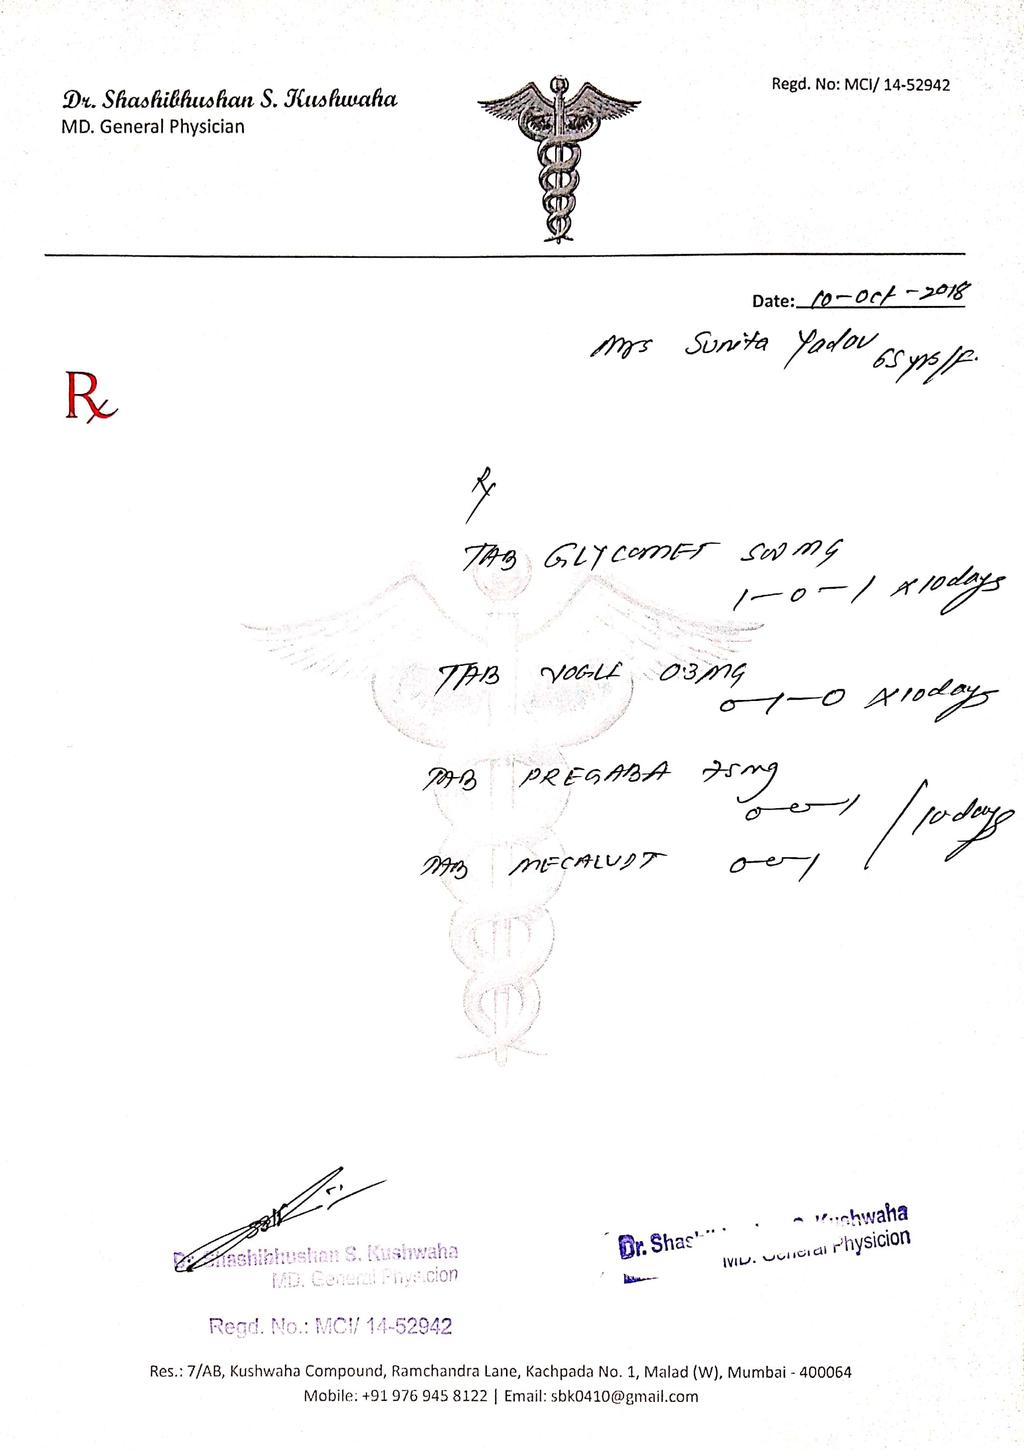 Dr. Shashibhushan S. Kushwaha
MD. General Physician
Regd. No: MCI/ 14-52942
Date: 10-Oct-2018
Mrs Sunita Yadav 65 yrs/F.
Rx
Rx
TAB GLYCOMET 500 MG
1-0-1 x 10 days
TAB VOGLI 0.3 MG
0-1-0 x 10 days
TAB PREGABA 75 mg
0-0-1
10 days
TAB 0-0-1
Dr. Shashibhushan S. Kushwaha
MD. General Physicion
Regd. No.: MCI/ 14-52942
Dr. Shas Kushwaha
MD. General Physicion
Res.: 7/AB, Kushwaha Compound, Ramchandra Lane, Kachpada No. 1, Malad (W), Mumbai - 400064
Mobile: +91 976 945 8122 | Email: sbk0410@gmail.com